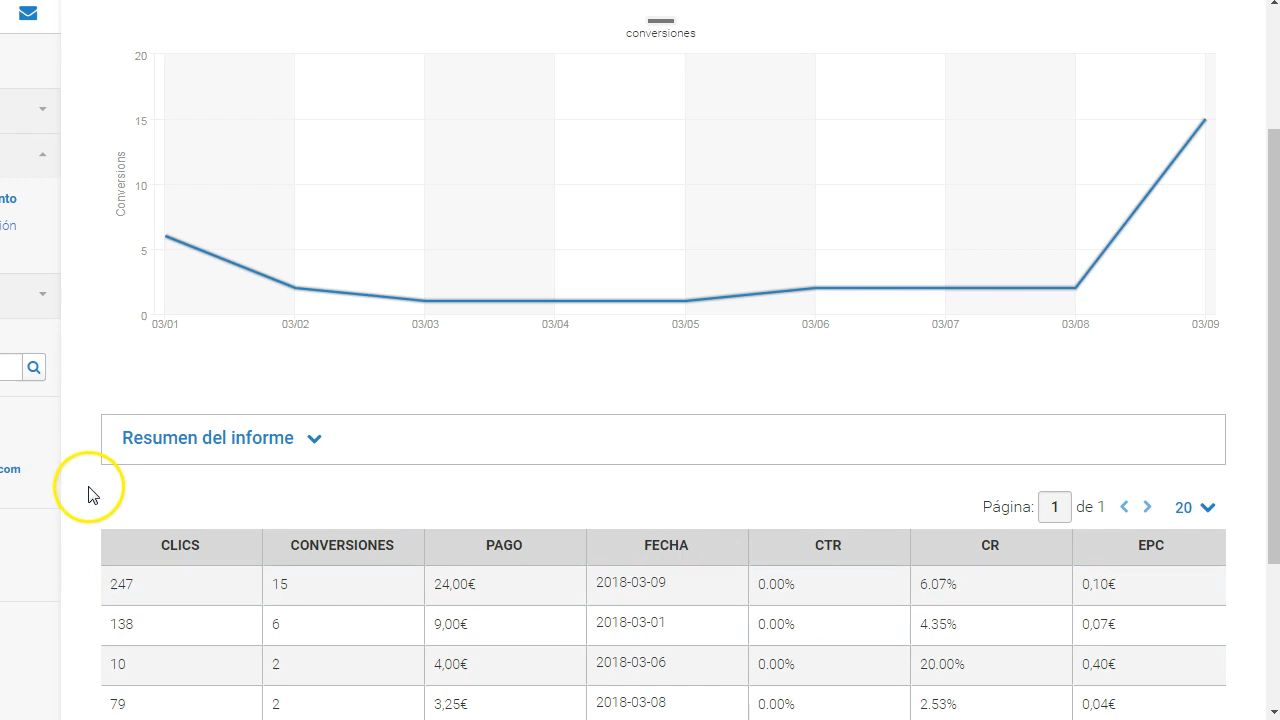 conversiones
20
15
10
5
0
Conversions
03/01 03/02 03/03 03/04 03/05 03/06 03/07 03/08 03/09
nto
ión
com
Resumen del informe
Página: 1 de 1 20
CLICS CONVERSIONES PAGO FECHA CTR CR EPC
247 15 24,00€ 2018-03-09 0.00% 6.07% 0,10€
138 6 9,00€ 2018-03-01 0.00% 4.35% 0,07€
10 2 4,00€ 2018-03-06 0.00% 20.00% 0,40€
79 2 3,25€ 2018-03-08 0.00% 2.53% 0,04€